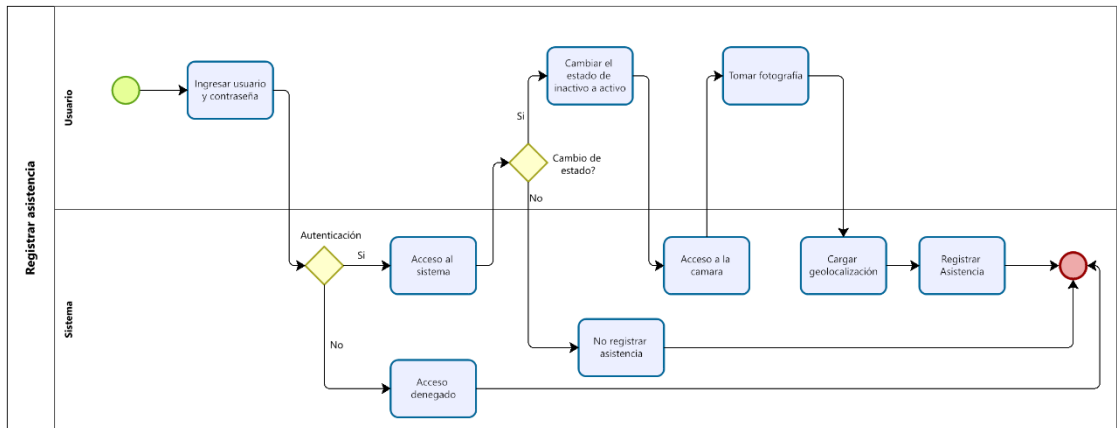 Registrar asistencia
Usuario
Ingresar usuario
y contraseña
Cambiar el
estado de
inactivo a activo
Tomar fotografía
Si
Cambio de
estado?
No
Sistema
Autenticación
Si
Acceso al
sistema
Acceso a la
camara
Cargar
geolocalización
Registrar
Asistencia
No
No registrar
asistencia
Acceso
denegado